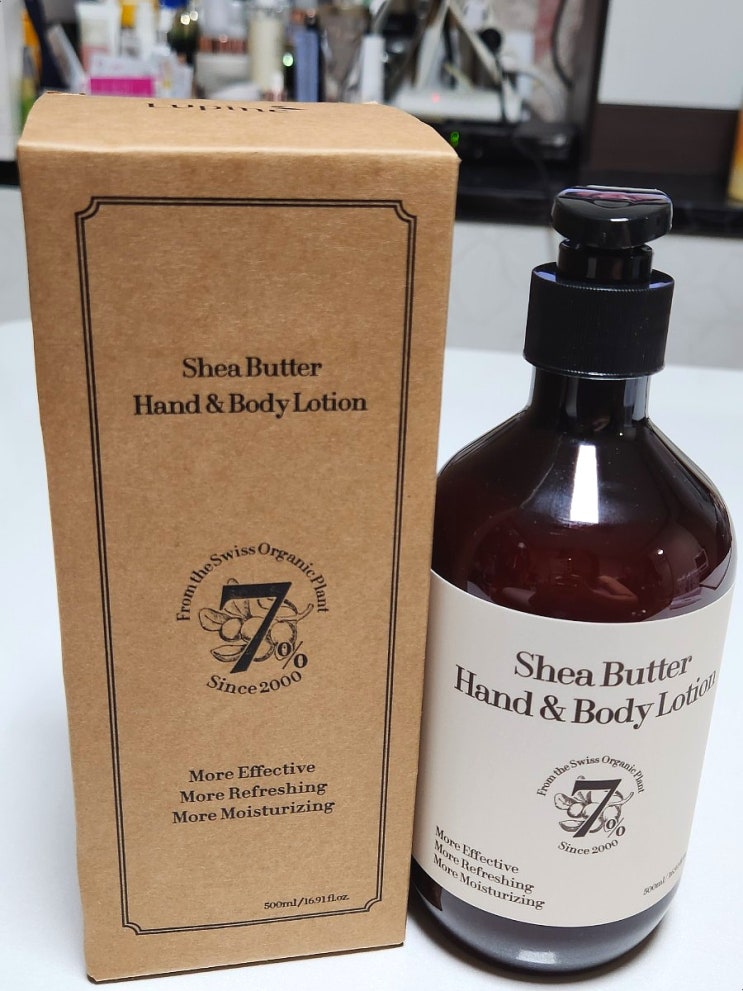 Shea Butter
Hand & Body Lotion
From the Swiss Organic Plant
7%
Since 2000
More Effective
More Refreshing
More Moisturizing
500ml/16.91fl.oz.
Shea Butter
Hand & Body Lotion
From the Swiss Organic Plant
7%
Since 2000
More Effective
More Refreshing
More Moisturizing
500ml/